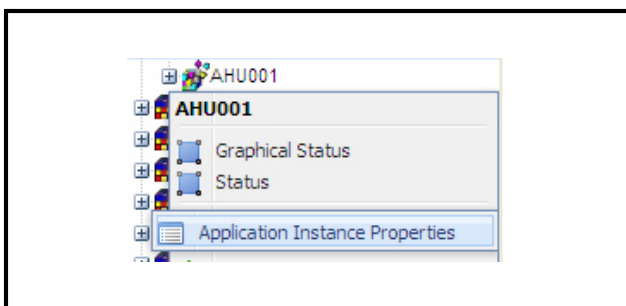 AHU001
AHU001
Graphical Status
Status
Application Instance Properties